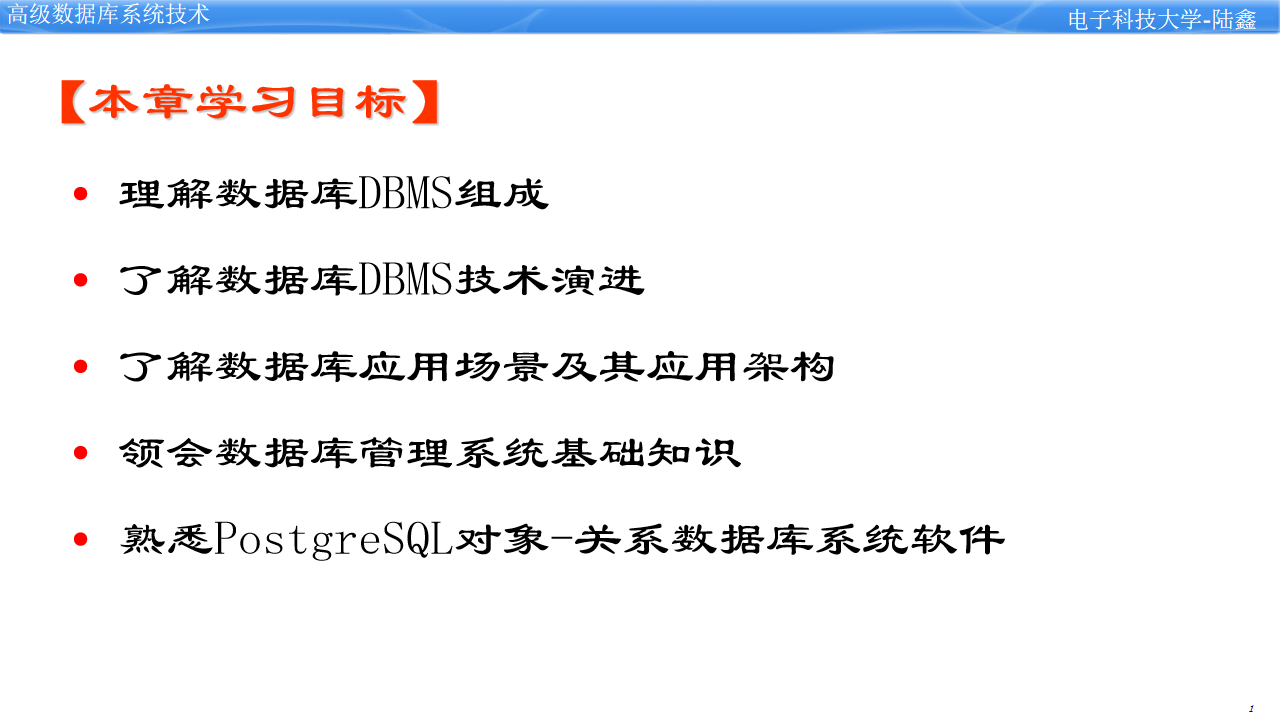 高级数据库系统技术
电子科技大学-陆鑫
【本章学习目标】
• 理解数据库DBMS组成
• 了解数据库DBMS技术演进
• 了解数据库应用场景及其应用架构
• 领会数据库管理系统基础知识
• 熟悉PostgreSQL对象-关系数据库系统软件
1